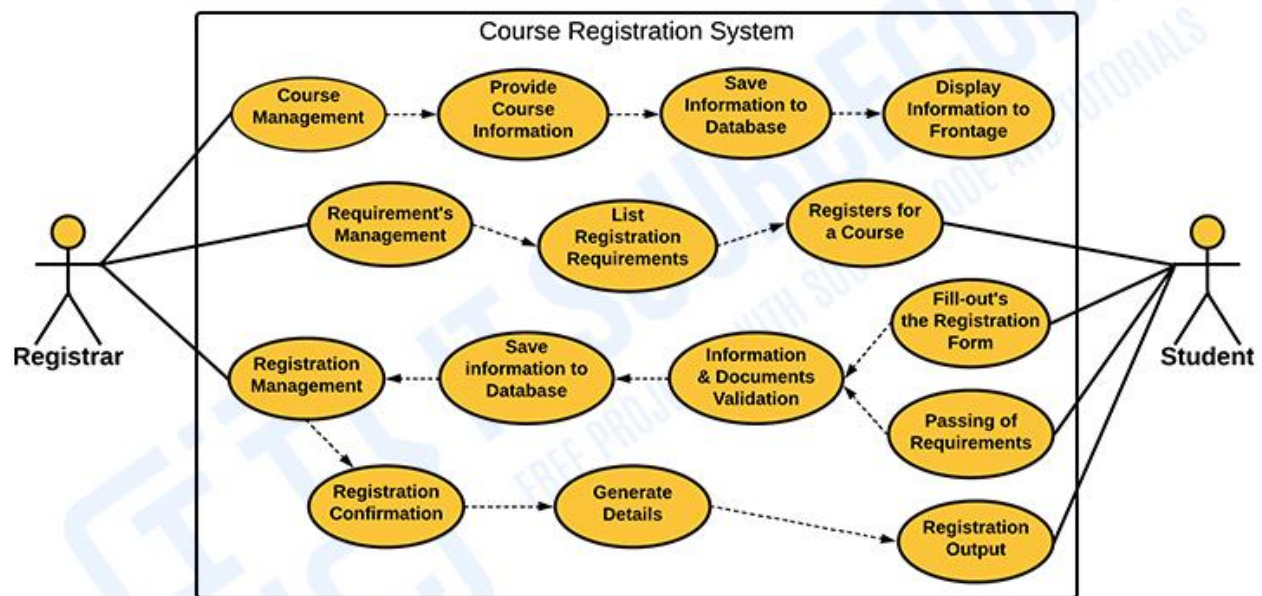 Course Registration System
Course
Management
Provide
Course
Information
Save
Information to
Database
Display
Information to
Frontage
Requirement's
Management
List
Registration
Requirements
Registers for
a Course
Registrar
Student
Fill-out's
the Registration
Form
Registration
Management
Save
information to
Database
Information
& Documents
Validation
Passing of
Requirements
Registration
Confirmation
Generate
Details
Registration
Output